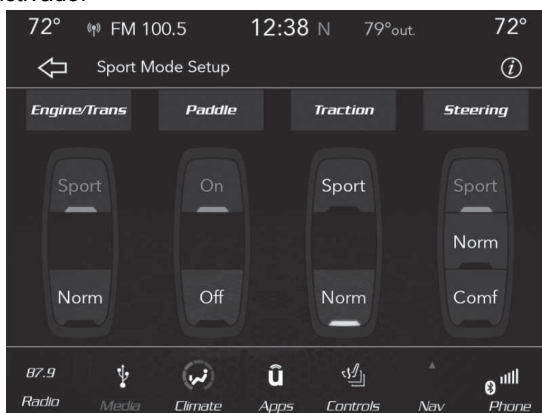 72° FM 100.5 12:38 N 79°out. 72°
Sport Mode Setup i
Engine/Trans Paddle Traction Steering
Sport On Sport Sport
Norm
Norm Off Norm Comf
87.9 û
Radio Media Climate Apps Controls Nav Phone